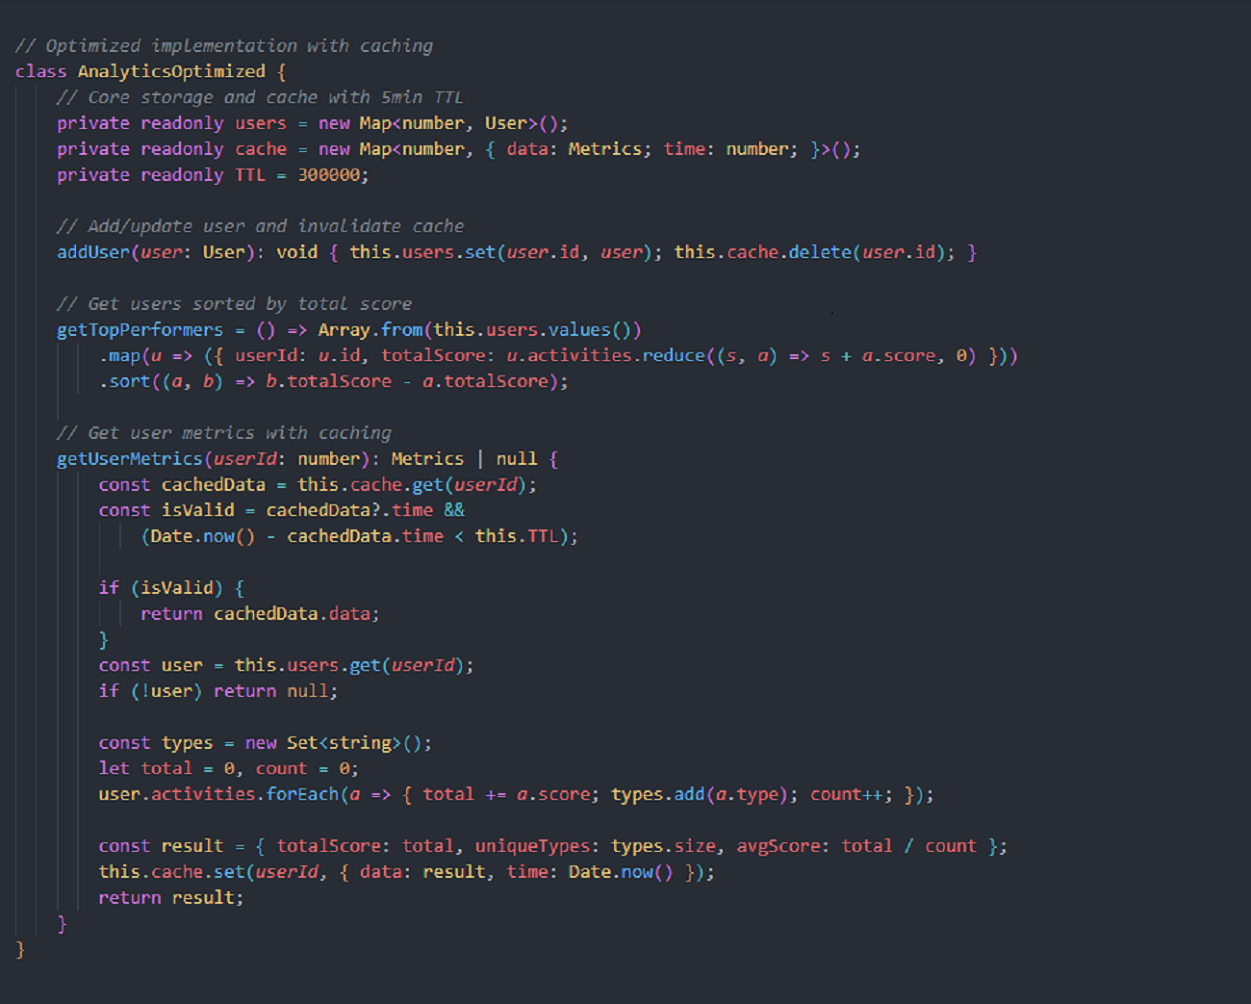 // Optimized implementation with caching
class AnalyticsOptimized {
    // Core storage and cache with 5min TTL
    private readonly users = new Map<number, User>();
    private readonly cache = new Map<number, { data: Metrics; time: number; }>();
    private readonly TTL = 300000;

    // Add/update user and invalidate cache
    addUser(user: User): void { this.users.set(user.id, user); this.cache.delete(user.id); }

    // Get users sorted by total score
    getTopPerformers = () => Array.from(this.users.values())
        .map(u => ({ userId: u.id, totalScore: u.activities.reduce((s, a) => s + a.score, 0) }))
        .sort((a, b) => b.totalScore - a.totalScore);

    // Get user metrics with caching
    getUserMetrics(userId: number): Metrics | null {
        const cachedData = this.cache.get(userId);
        const isValid = cachedData?.time &&
            (Date.now() - cachedData.time < this.TTL);

        if (isValid) {
            return cachedData.data;
        }
        const user = this.users.get(userId);
        if (!user) return null;

        const types = new Set<string>();
        let total = 0, count = 0;
        user.activities.forEach(a => { total += a.score; types.add(a.type); count++; });

        const result = { totalScore: total, uniqueTypes: types.size, avgScore: total / count };
        this.cache.set(userId, { data: result, time: Date.now() });
        return result;
    }
}